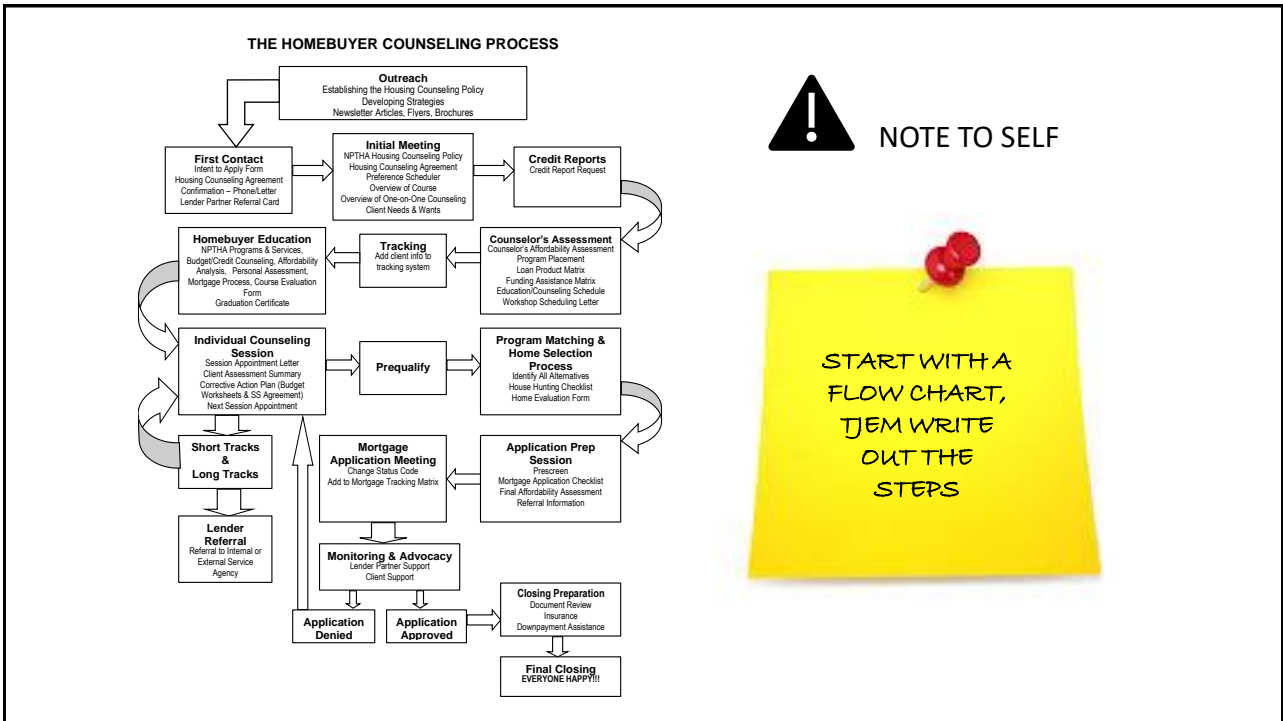 THE HOMEBUYER COUNSELING PROCESS
Outreach
Establishing the Housing Counseling Policy
Developing Strategies
Newsletter Articles, Flyers, Brochures
First Contact
Intent to Apply Form
Housing Counseling Agreement
Confirmation – Phone/Letter
Lender Partner Referral Card
Initial Meeting
NPTHA Housing Counseling Policy
Housing Counseling Agreement
Preference Scheduler
Overview of Course
Overview of One-on-One Counseling
Client Needs & Wants
Credit Reports
Credit Report Request
Counselor's Assessment
Counselor's Affordability Assessment
Program Placement
Loan Product Matrix
Funding Assistance Matrix
Education/Counseling Schedule
Workshop Scheduling Letter
Tracking
Add client info to
tracking system
Homebuyer Education
NPTHA Programs & Services,
Budget/Credit Counseling, Affordability
Analysis, Personal Assessment,
Mortgage Process, Course Evaluation
Form
Graduation Certificate
Individual Counseling
Session
Session Appointment Letter
Client Assessment Summary
Corrective Action Plan (Budget
Worksheets & SS Agreement)
Next Session Appointment
Prequalify
Program Matching &
Home Selection
Process
Identify All Alternatives
House Hunting Checklist
Home Evaluation Form
Short Tracks
&
Long Tracks
Mortgage
Application Meeting
Change Status Code
Add to Mortgage Tracking Matrix
Application Prep
Session
Prescreen
Mortgage Application Checklist
Final Affordability Assessment
Referral Information
Lender
Referral
Referral to Internal or
External Service
Agency
Monitoring & Advocacy
Lender Partner Support
Client Support
Application
Denied
Application
Approved
Closing Preparation
Document Review
Insurance
Downpayment Assistance
Final Closing
EVERYONE HAPPY!!!
NOTE TO SELF
START WITH A
FLOW CHART,
TJEM WRITE
OUT THE
STEPS